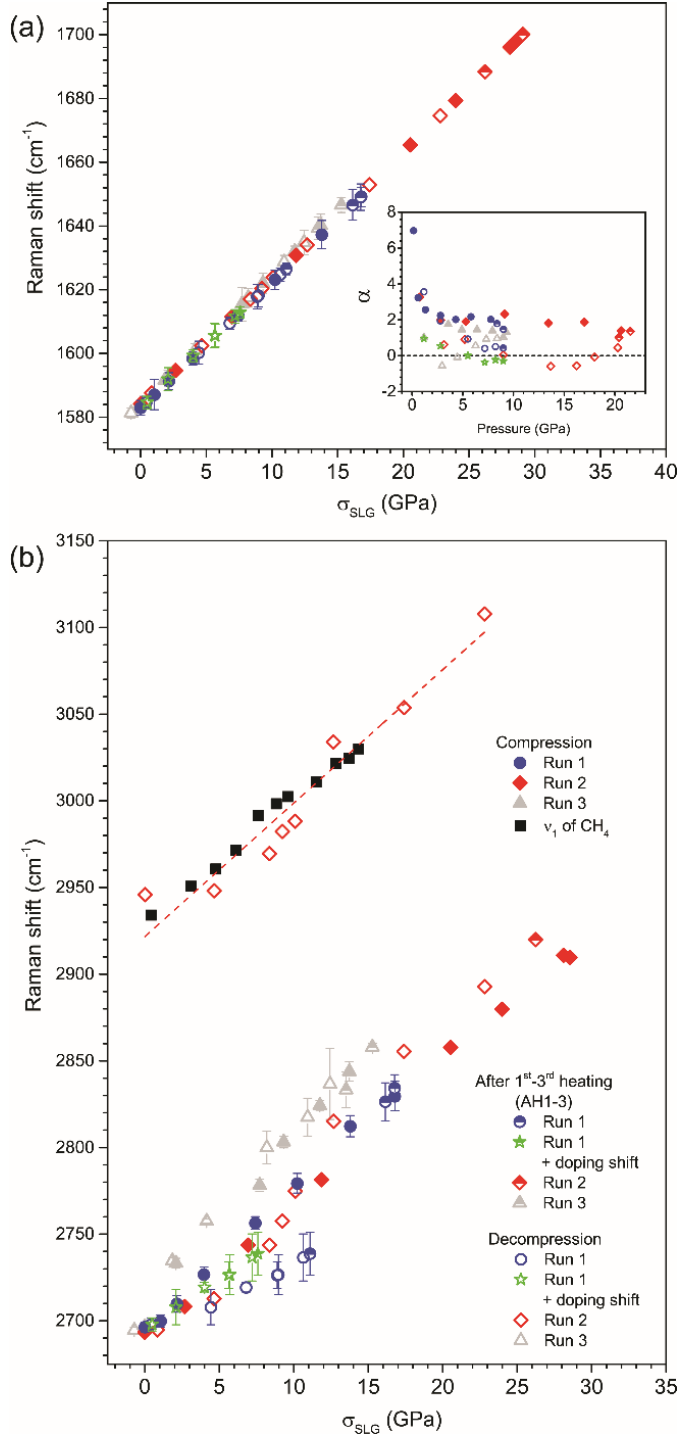 (a)
1700
1680
1660
1640
1620
1600
1580
Raman shift (cm⁻¹)
0
5
10
15
20
25
30
35
40
σSLG (GPa)
8
6
4
2
0
-2
α
0
5
10
15
20
Pressure (GPa)
(b)
3150
3100
3050
3000
2950
2900
2850
2800
2750
2700
Raman shift (cm⁻¹)
Compression
Run 1
Run 2
Run 3
ν₁ of CH₄
After 1ˢᵗ-3ʳᵈ heating
(AH1-3)
Run 1
Run 1
+ doping shift
Run 2
Run 3
Decompression
Run 1
Run 1
+ doping shift
Run 2
Run 3
0
5
10
15
20
25
30
35
σSLG (GPa)